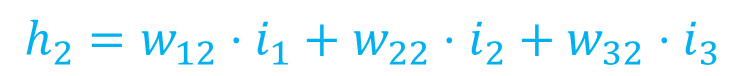 h₂ = w₁₂ · i₁ + w₂₂ · i₂ + w₃₂ · i₃